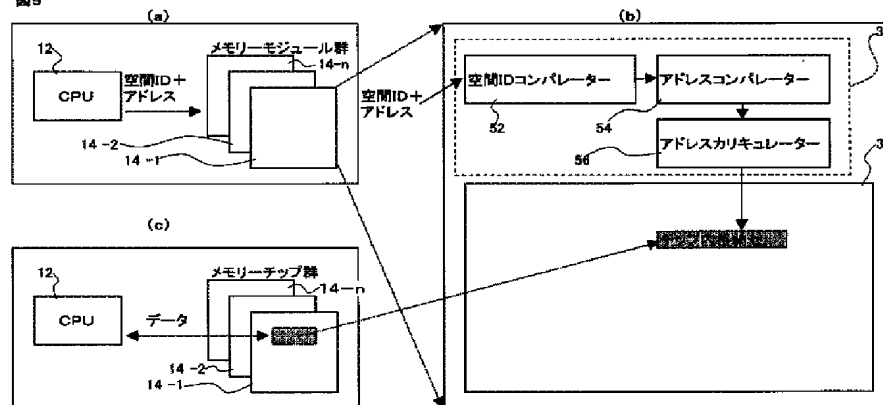 図5
(a)
12
CPU
空間ID+
アドレス
メモリーモジュール群
14-n
14-2
14-1
(b)
3
空間ID+
アドレス
空間IDコンパレーター
52
アドレスコンパレーター
54
アドレスカリキュレーター
56
3
(c)
12
CPU
データ
メモリーチップ群
14-n
14-2
14-1